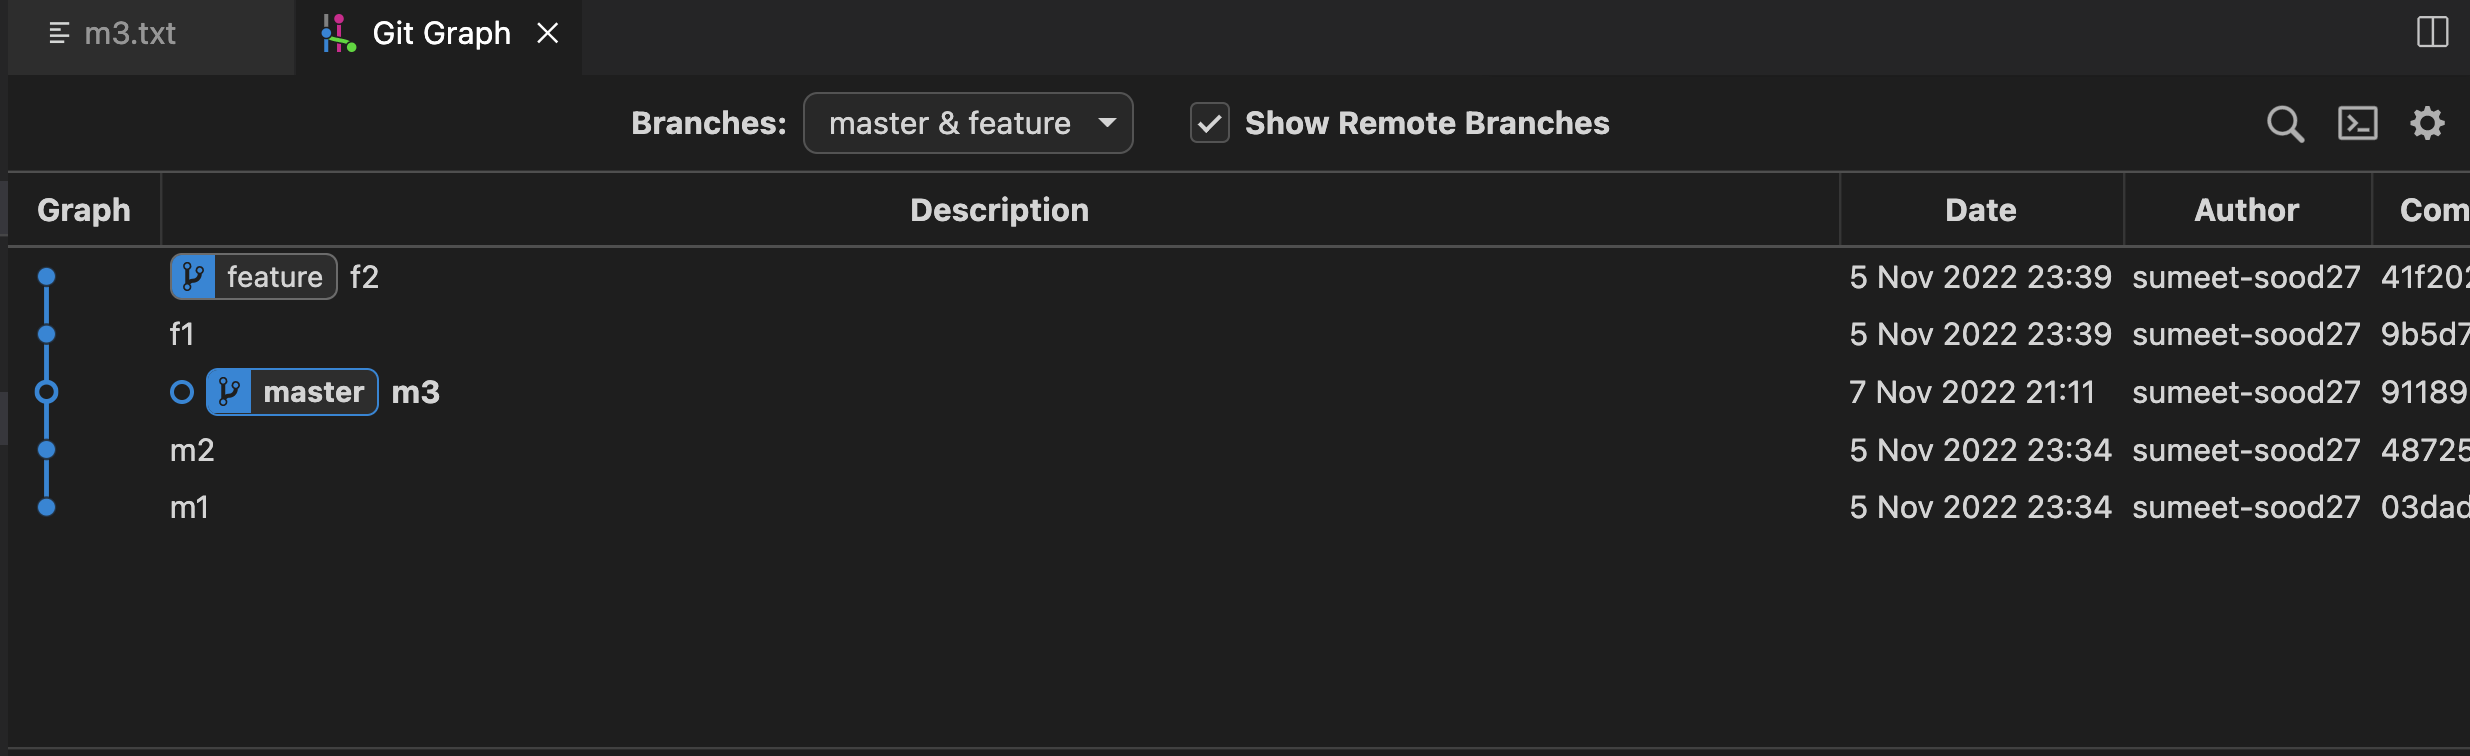 m3.txt Git Graph
Branches: master & feature Show Remote Branches
Graph Description Date Author Com
feature f2 5 Nov 2022 23:39 sumeet-sood27 41f202
f1 5 Nov 2022 23:39 sumeet-sood27 9b5d7
master m3 7 Nov 2022 21:11 sumeet-sood27 91189
m2 5 Nov 2022 23:34 sumeet-sood27 48725
m1 5 Nov 2022 23:34 sumeet-sood27 03dad